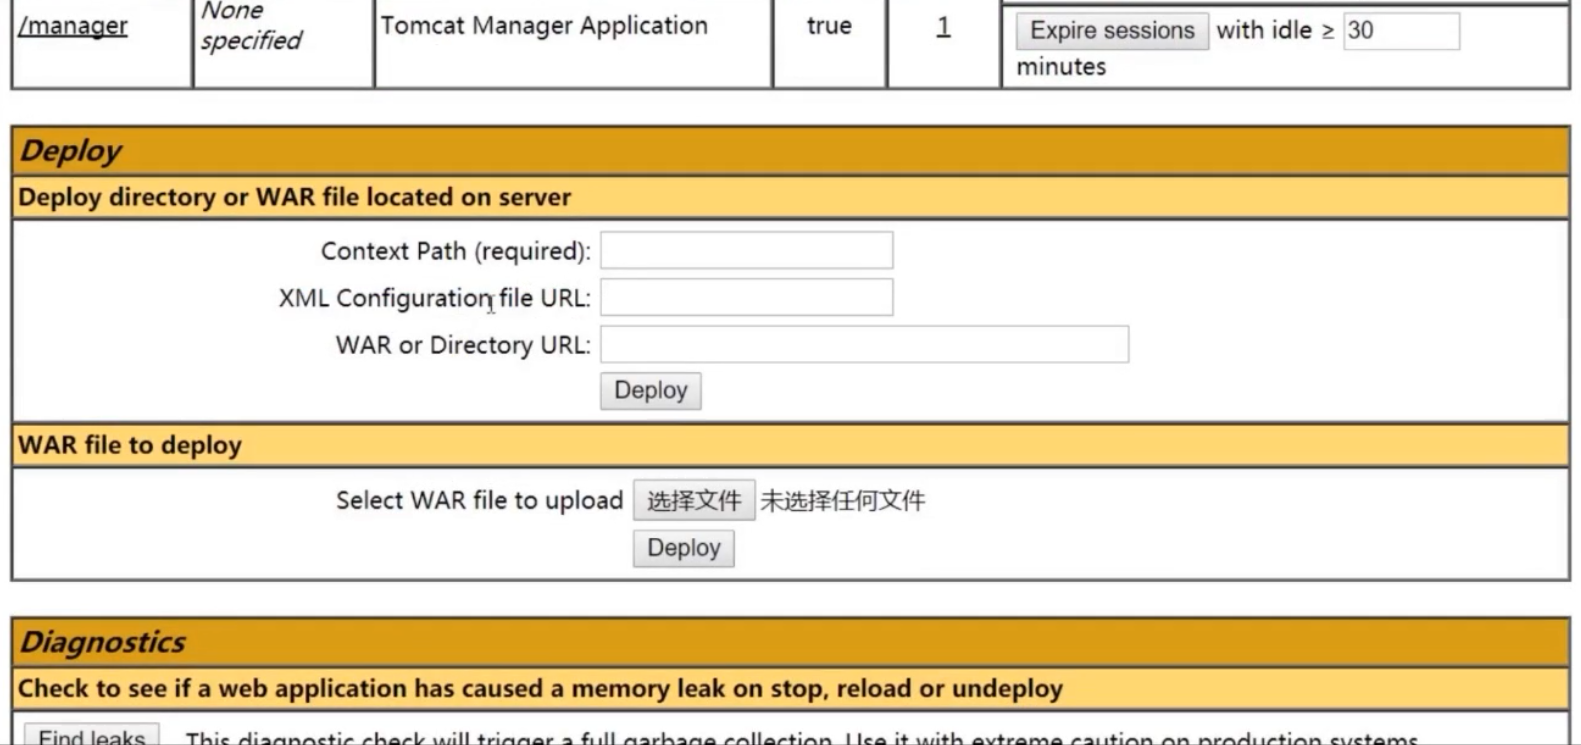 /manager
None
specified
Tomcat Manager Application
true
1
Expire sessions with idle ≥ 30
minutes
Deploy
Deploy directory or WAR file located on server
Context Path (required):
XML Configuration file URL:
WAR or Directory URL:
Deploy
WAR file to deploy
Select WAR file to upload 选择文件 未选择任何文件
Deploy
Diagnostics
Check to see if a web application has caused a memory leak on stop, reload or undeploy
Find leaks This diagnostic check will trigger a full garbage collection. Use it with extreme caution on production systems.